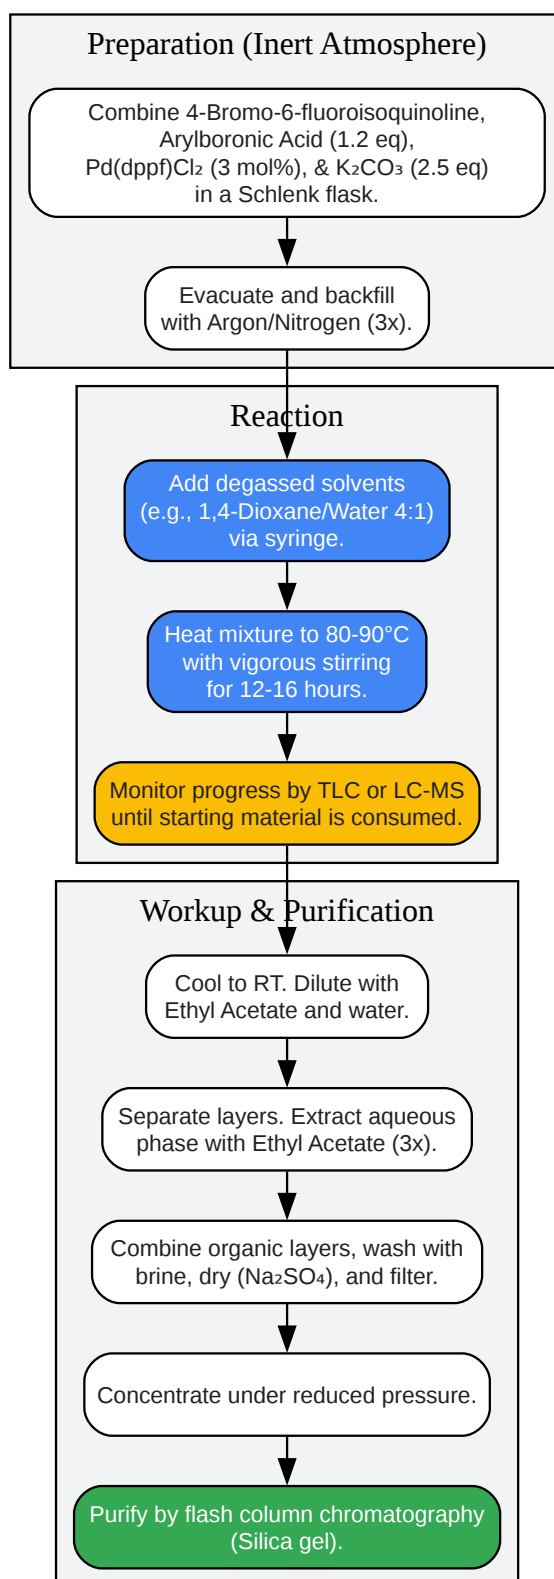 Preparation (Inert Atmosphere)
Combine 4-Bromo-6-fluoroisoquinoline,
Arylboronic Acid (1.2 eq),
Pd(dppf)Cl₂ (3 mol%), & K₂CO₃ (2.5 eq)
in a Schlenk flask.
Evacuate and backfill
with Argon/Nitrogen (3x).
Reaction
Add degassed solvents
(e.g., 1,4-Dioxane/Water 4:1)
via syringe.
Heat mixture to 80-90°C
with vigorous stirring
for 12-16 hours.
Monitor progress by TLC or LC-MS
until starting material is consumed.
Workup & Purification
Cool to RT. Dilute with
Ethyl Acetate and water.
Separate layers. Extract aqueous
phase with Ethyl Acetate (3x).
Combine organic layers, wash with
brine, dry (Na₂SO₄), and filter.
Concentrate under reduced pressure.
Purify by flash column chromatography
(Silica gel).